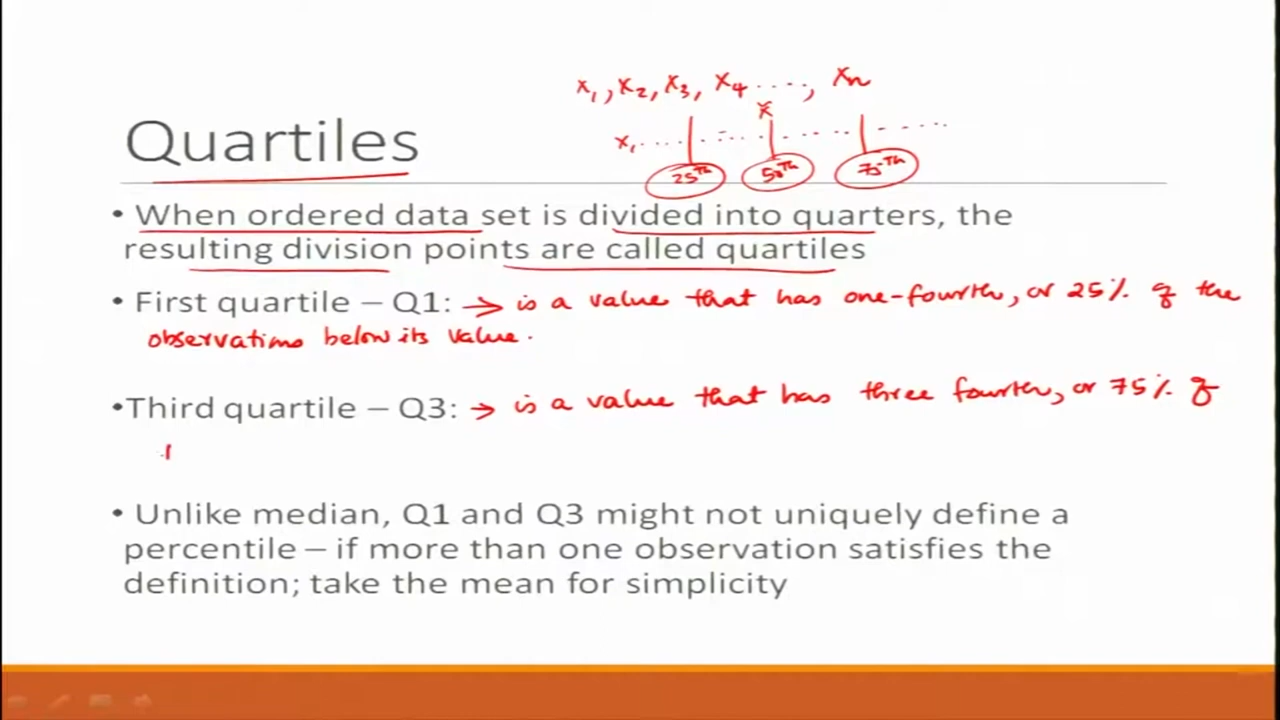 x₁, x₂, x₃, x₄ ...., xₙ
x̃
x₁
Quartiles
25th 50th 75th
• When ordered data set is divided into quarters, the
resulting division points are called quartiles
• First quartile – Q1: → is a value that has one-fourth, or 25% of the
observations below its value.
•Third quartile – Q3: → is a value that has three fourth, or 75% of
• Unlike median, Q1 and Q3 might not uniquely define a
percentile – if more than one observation satisfies the
definition; take the mean for simplicity